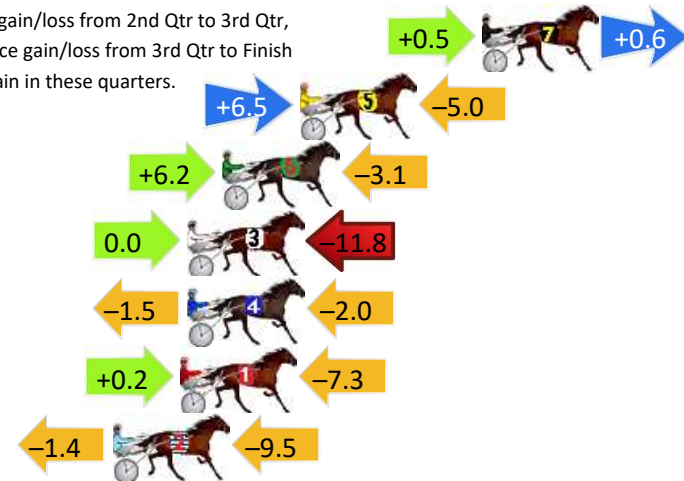 gain/loss from 2nd Qtr to 3rd Qtr,
ce gain/loss from 3rd Qtr to Finish
ain in these quarters.
+0.5 7 +0.6
+6.5 5 –5.0
+6.2 6 –3.1
0.0 3 –11.8
–1.5 4 –2.0
+0.2 1 –7.3
–1.4 2 –9.5